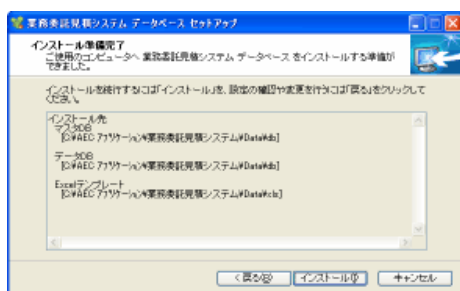 業務委託見積システム データベース セットアップ
インストール準備完了
ご使用のコンピュータへ 業務委託見積システム データベース をインストールする準備が
できました。
インストールを続行するには「インストール」を、設定の確認や変更を行うには「戻る」をクリックして
ください。
インストール先
マスタDB
[C:¥AEC アプリケーション¥業務委託見積システム¥Data¥db]
データDB
[C:¥AEC アプリケーション¥業務委託見積システム¥Data¥db]
Excelテンプレート
[C:¥AEC アプリケーション¥業務委託見積システム¥Data¥xls]
< 戻る(B)
インストール(I)
キャンセル